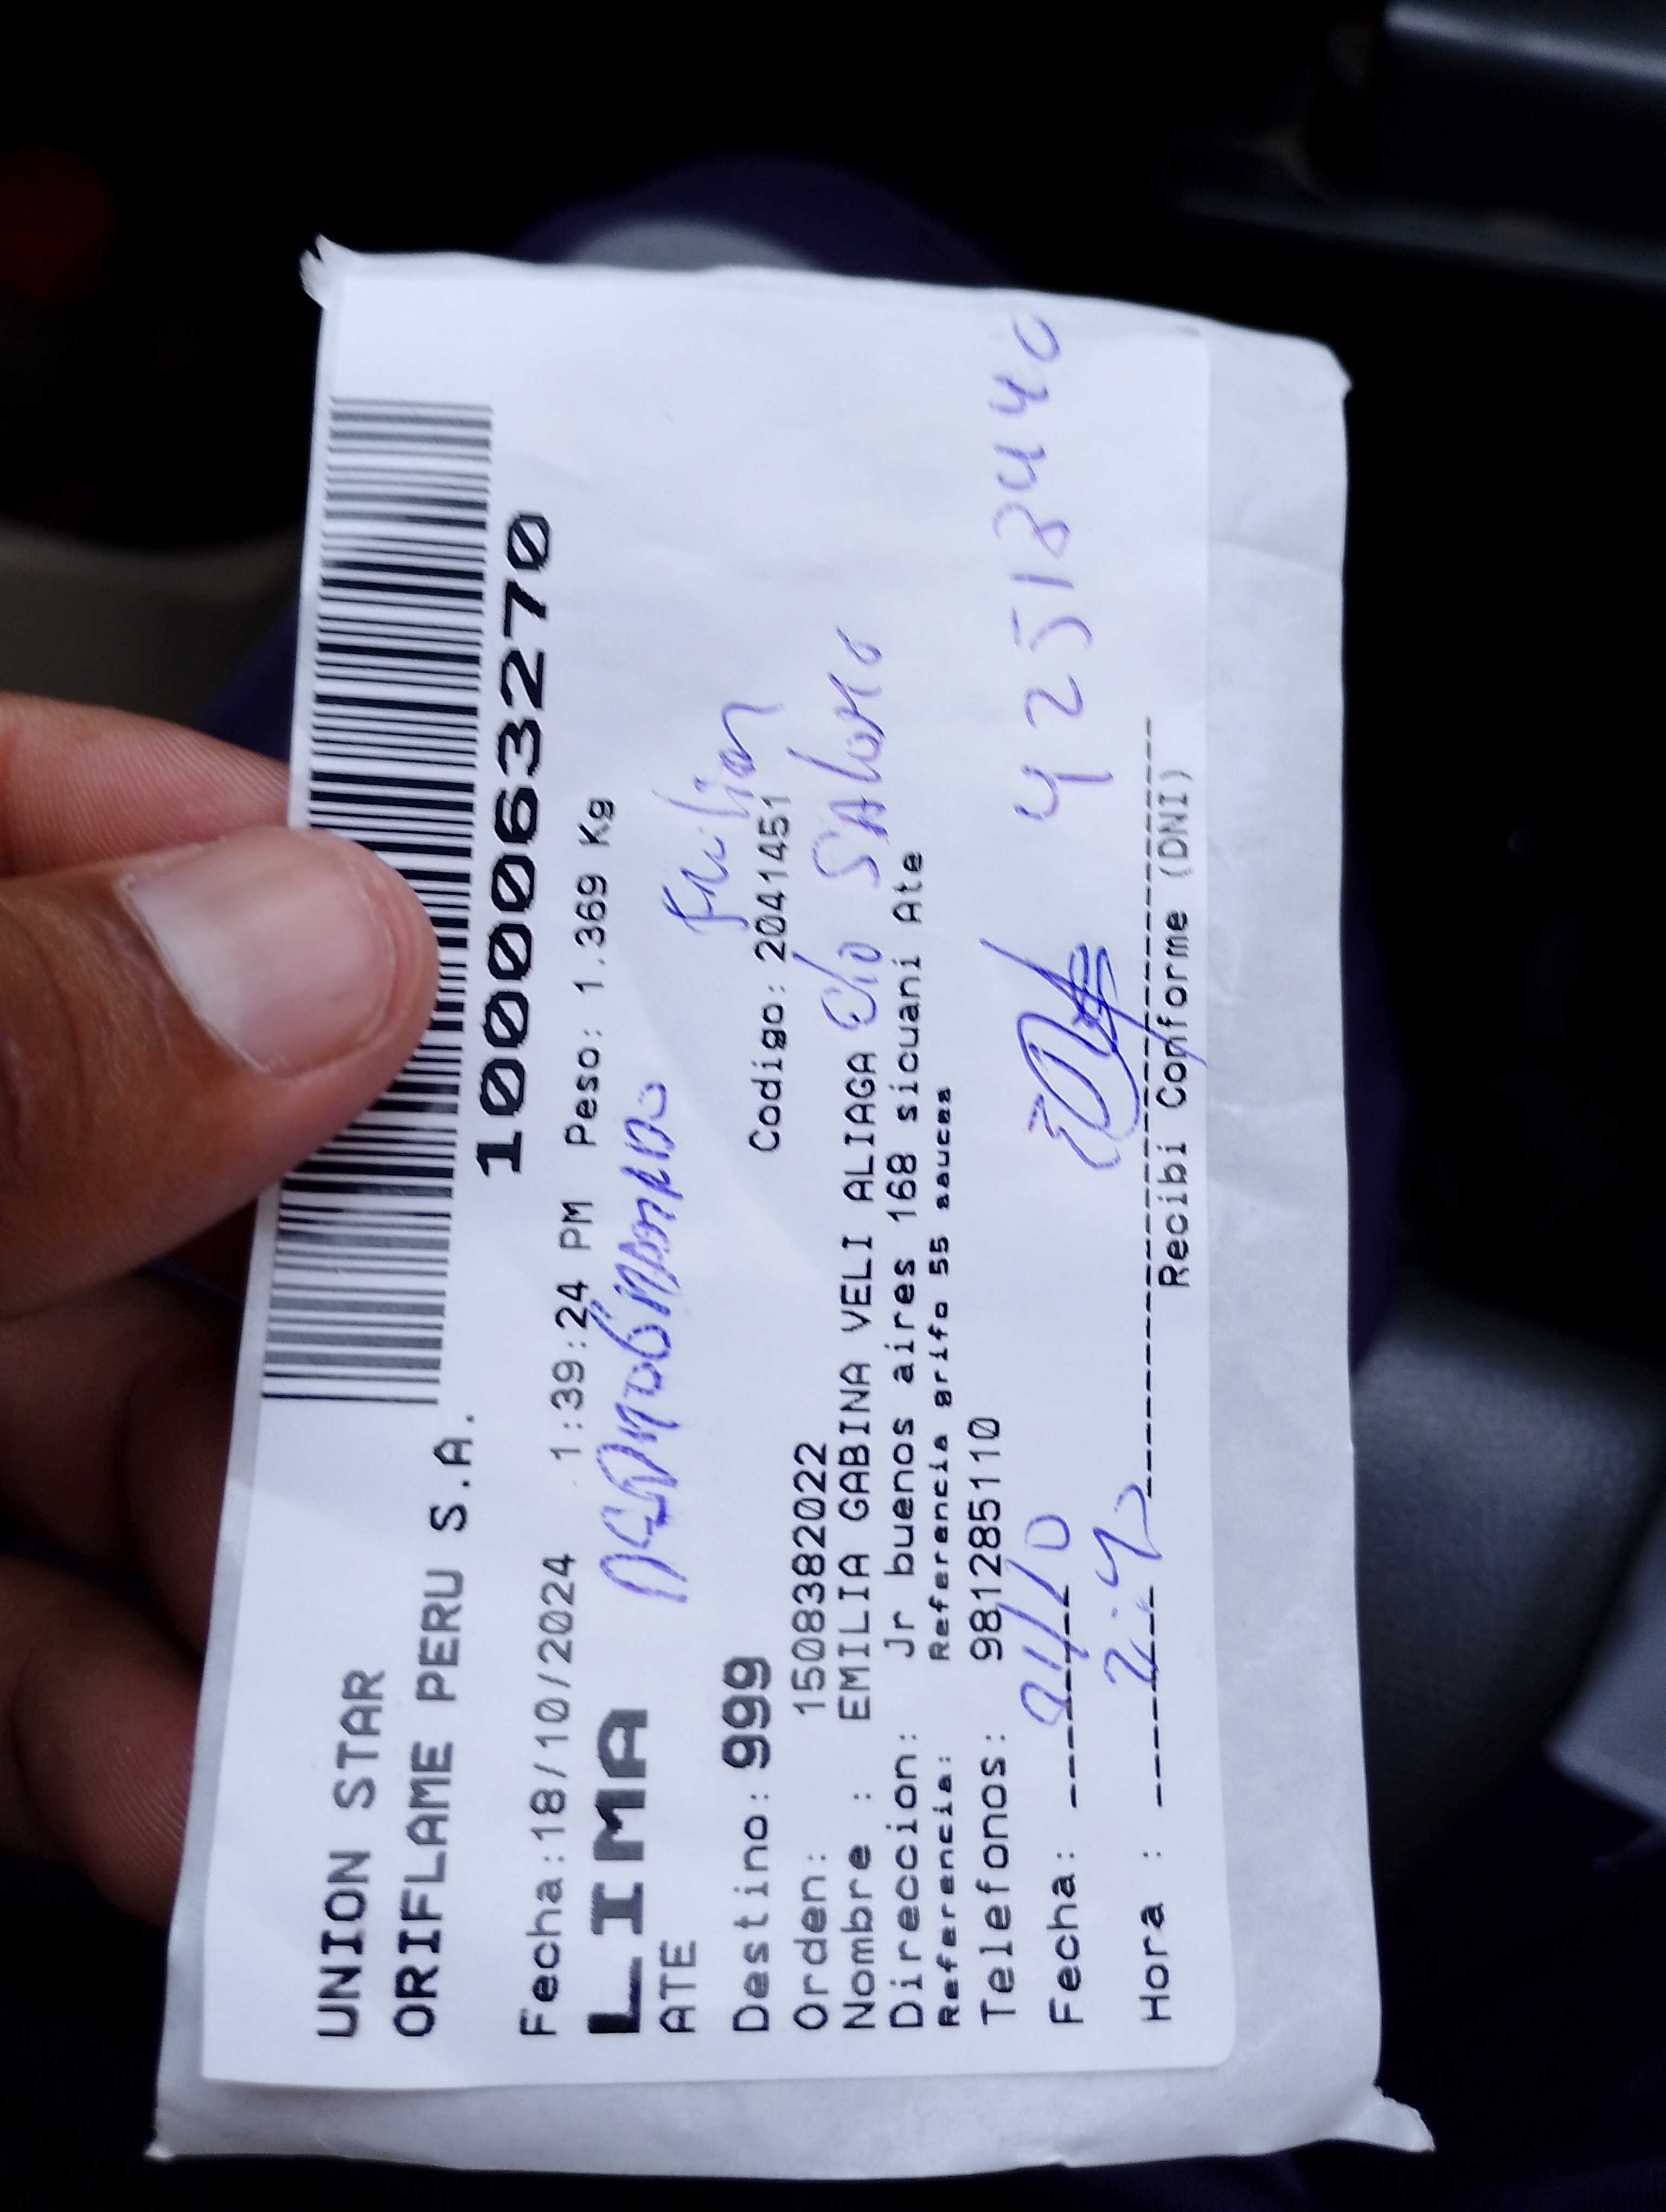 UNION STAR
ORIFLAME PERU S.A.
1000063270
Fecha:18/10/2024 1:39:24 PM Peso: 1.369 Kg
LIMA
ATE
Destino: 999 Codigo: 2041451
Orden: 1508382022
Nombre : EMILIA GABINA VELI ALIAGA
Direccion: Jr buenos aires 168 sicuani Ate
Referencia: Referencia grifo 55 sauces
Telefonos: 981285110
Fecha:
42518440
Hora :
Recibi Conforme (DNI)